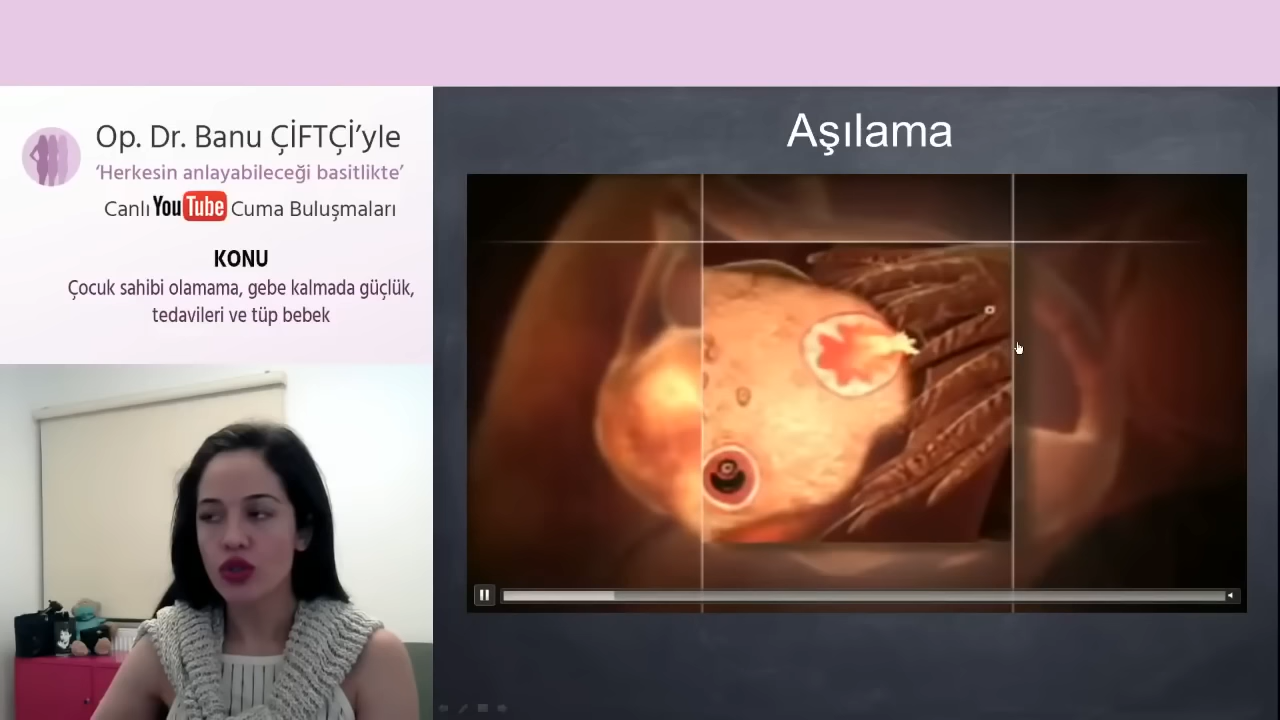 Op. Dr. Banu ÇİFTÇİ’yle
‘Herkesin anlayabileceği basitlikte’
Canlı YouTube Cuma Buluşmaları
KONU
Çocuk sahibi olamama, gebe kalmada güçlük,
tedavileri ve tüp bebek
Aşılama